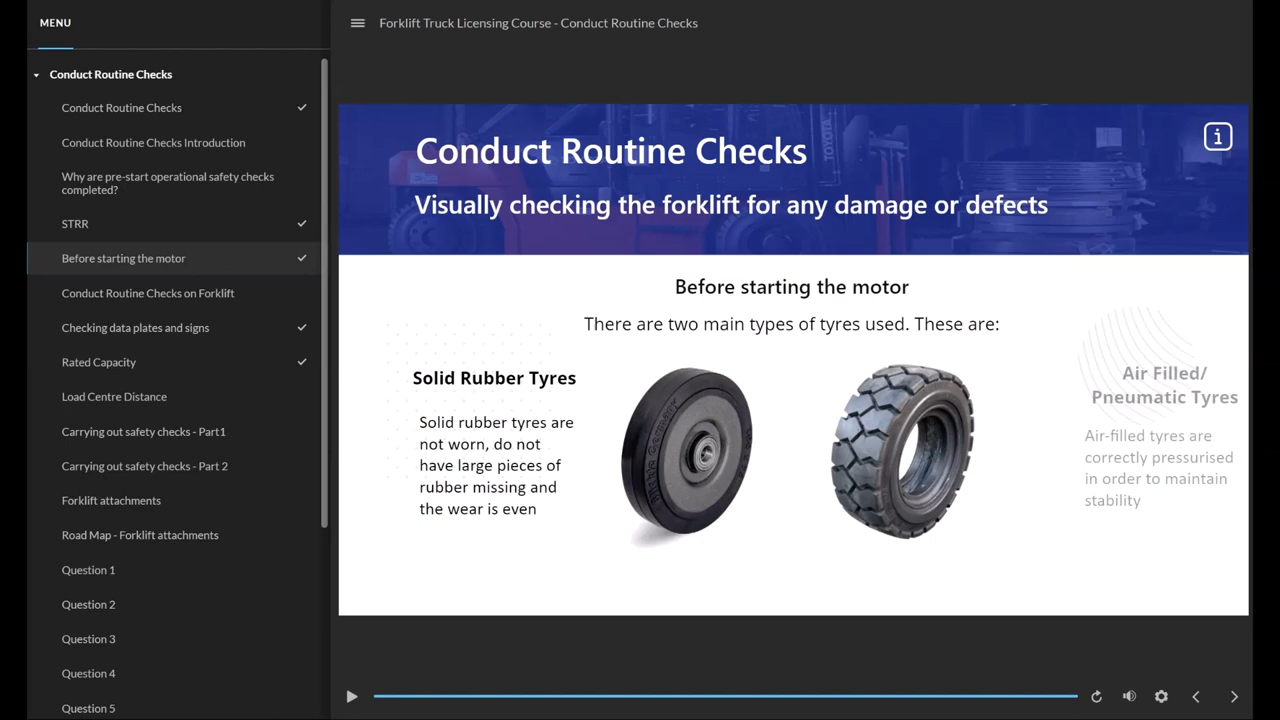 MENU
Conduct Routine Checks
Conduct Routine Checks
Conduct Routine Checks Introduction
Why are pre-start operational safety checks
completed?
STRR
Before starting the motor
Conduct Routine Checks on Forklift
Checking data plates and signs
Rated Capacity
Load Centre Distance
Carrying out safety checks - Part1
Carrying out safety checks - Part 2
Forklift attachments
Road Map - Forklift attachments
Question 1
Question 2
Question 3
Question 4
Question 5
Forklift Truck Licensing Course - Conduct Routine Checks
TOYOTA
Conduct Routine Checks
Visually checking the forklift for any damage or defects
Before starting the motor
There are two main types of tyres used. These are:
Solid Rubber Tyres
Solid rubber tyres are
not worn, do not
have large pieces of
rubber missing and
the wear is even
Air Filled/
Pneumatic Tyres
Air-filled tyres are
correctly pressurised
in order to maintain
stability